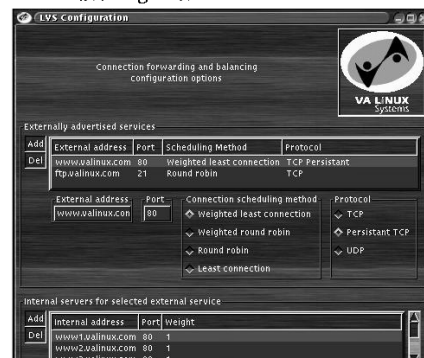 LVS Configuration
Connection forwarding and balancing
configuration options
VA LINUX
Systems
Externally advertised services
Add
Del
External address Port Scheduling Method Protocol
www.valinux.com 80 Weighted least connection TCP Persistant
ftp.valinux.com 21 Round robin TCP
External address Port Connection scheduling method Protocol
www.valinux.con 80
Weighted least connection
Weighted round robin
Round robin
Least connection
TCP
Persistent TCP
UDP
Internal servers for selected external service
Add
Del
Internal address Port Weight
www1.valinux.com 80 1
www2.valinux.com 80 1